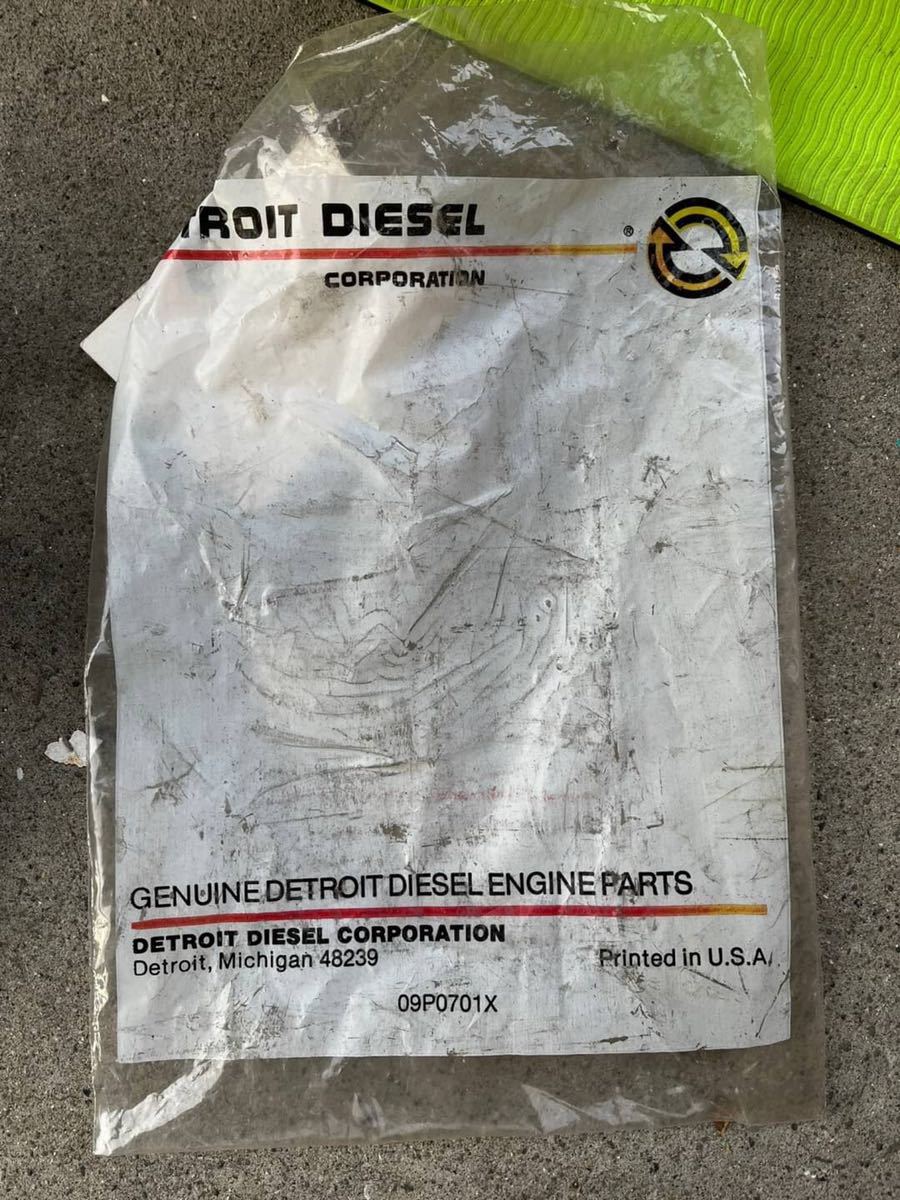 TROIT DIESEL
®
CORPORATION
GENUINE DETROIT DIESEL ENGINE PARTS
DETROIT DIESEL CORPORATION
Detroit, Michigan 48239
Printed in U.S.A.
09P0701X